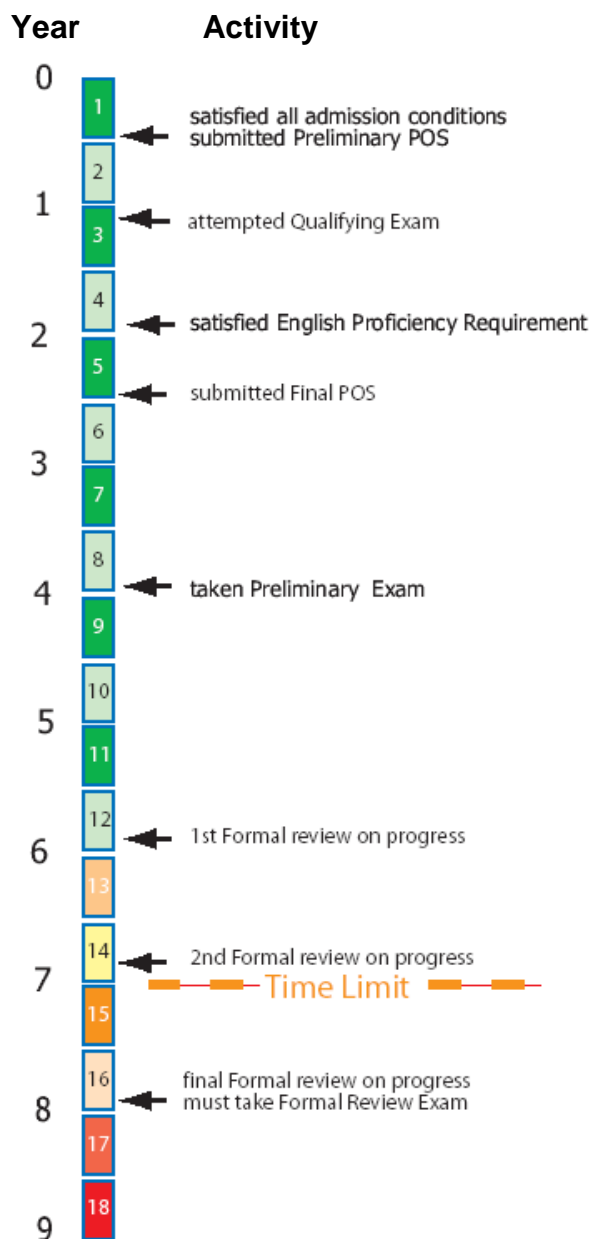 Year Activity
0
1
satisfied all admission conditions
submitted Preliminary POS
2
1
attempted Qualifying Exam
3
4
satisfied English Proficiency Requirement
2
5
submitted Final POS
6
3
7
8
taken Preliminary Exam
4
9
10
5
11
12
1st Formal review on progress
6
13
14
2nd Formal review on progress
7
Time Limit
15
16
final Formal review on progress
must take Formal Review Exam
8
17
18
9